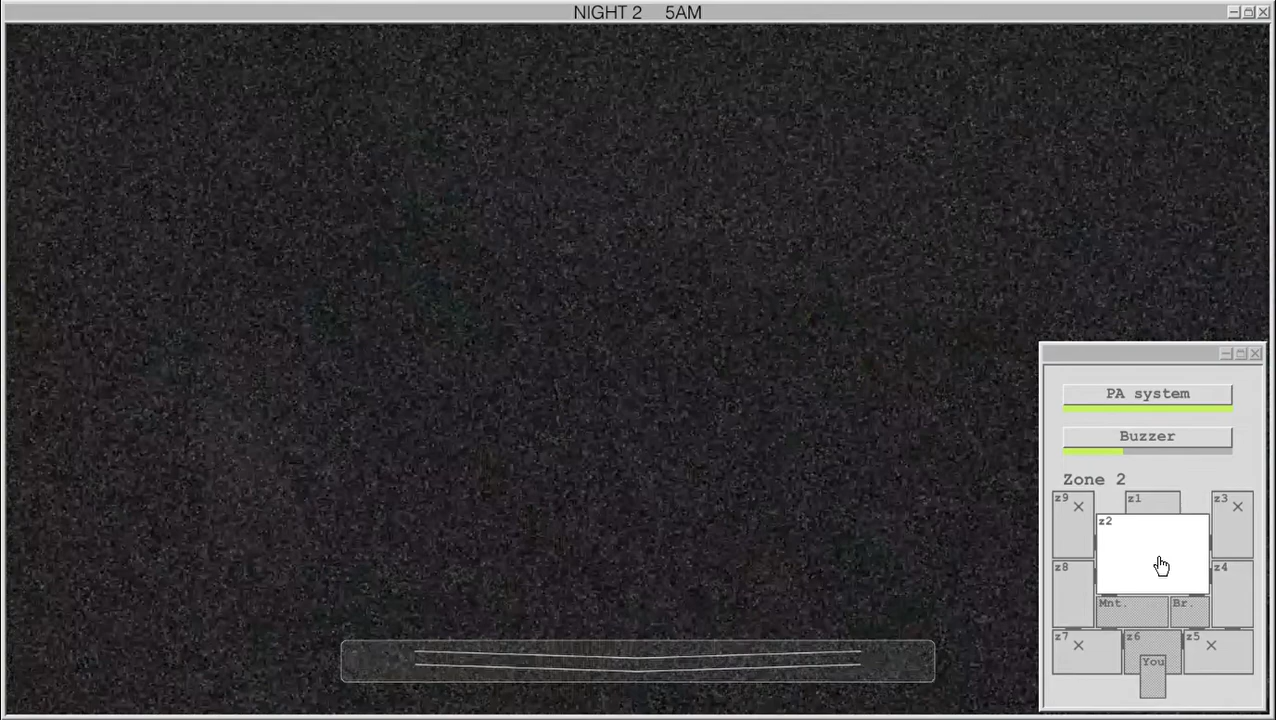 NIGHT 2 5AM
PA system
Buzzer
Zone 2
z9
z1
z3
z2
z8
z4
Mnt.
Br.
z7
z6
z5
You